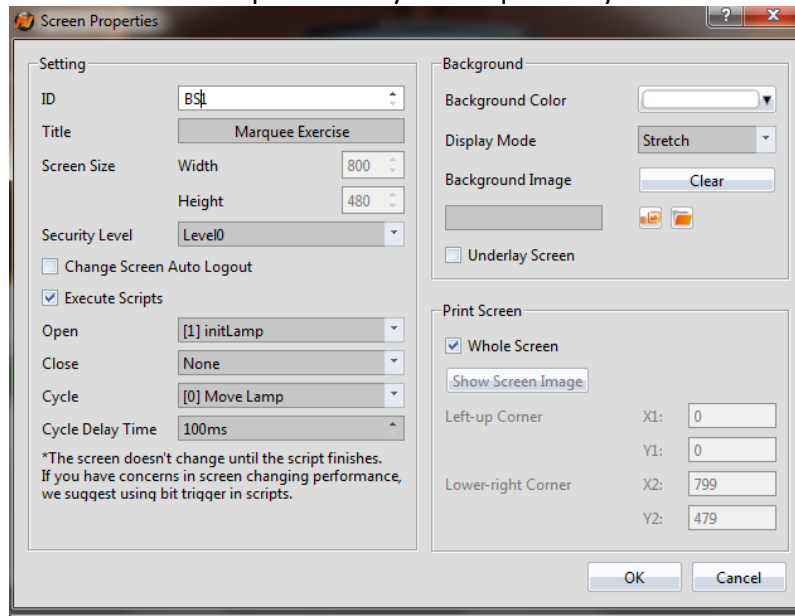 Screen Properties
Setting
ID BS1
Title Marquee Exercise
Screen Size Width 800
Height 480
Security Level Level0
Change Screen Auto Logout
Execute Scripts
Open [1] initLamp
Close None
Cycle [0] Move Lamp
Cycle Delay Time 100ms
*The screen doesn't change until the script finishes.
If you have concerns in screen changing performance,
we suggest using bit trigger in scripts.
Background
Background Color
Display Mode Stretch
Background Image Clear
Underlay Screen
Print Screen
Whole Screen
Show Screen Image
Left-up Corner X1: 0
Y1: 0
Lower-right Corner X2: 799
Y2: 479
OK Cancel